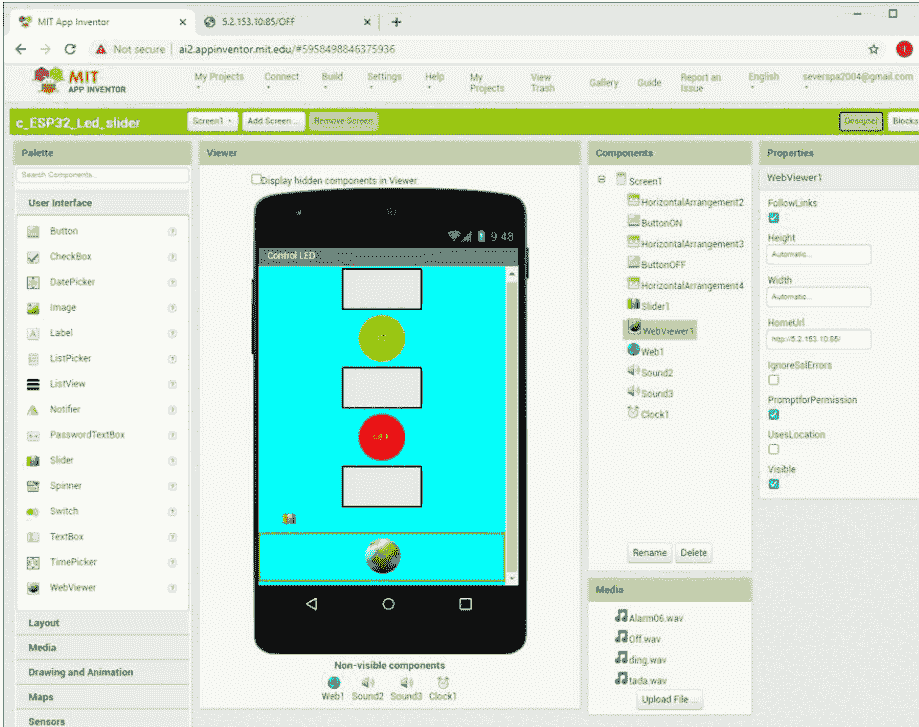 MIT App Inventor
5.2.153.10:85/OFF
Not secure | ai2.appinventor.mit.edu/#5958498846375936
MIT
APP INVENTOR
My Projects
Connect
Build
Settings
Help
My Projects
View Trash
Gallery
Guide
Report an Issue
English
severspa2004@gmail.com
c_ESP32_Led_slider
Screen1
Add Screen ...
Remove Screen
Designer
Blocks
Palette
Search Components...
User Interface
Button
CheckBox
DatePicker
Image
Label
ListPicker
ListView
Notifier
PasswordTextBox
Slider
Spinner
Switch
TextBox
TimePicker
WebViewer
Layout
Media
Drawing and Animation
Maps
Sensors
Viewer
Display hidden components in Viewer
9:48
Control LED
Non-visible components
Web1
Sound2
Sound3
Clock1
Components
Screen1
HorizontalArrangement2
ButtonON
HorizontalArrangement3
ButtonOFF
HorizontalArrangement4
Slider1
WebViewer1
Web1
Sound2
Sound3
Clock1
Rename
Delete
Media
Alarm06.wav
Off.wav
ding.wav
tada.wav
Upload File ...
Properties
WebViewer1
FollowLinks
Height
Automatic...
Width
Automatic...
HomeUrl
http://5.2.153.10:85/
IgnoreSslErrors
PromptforPermission
UsesLocation
Visible